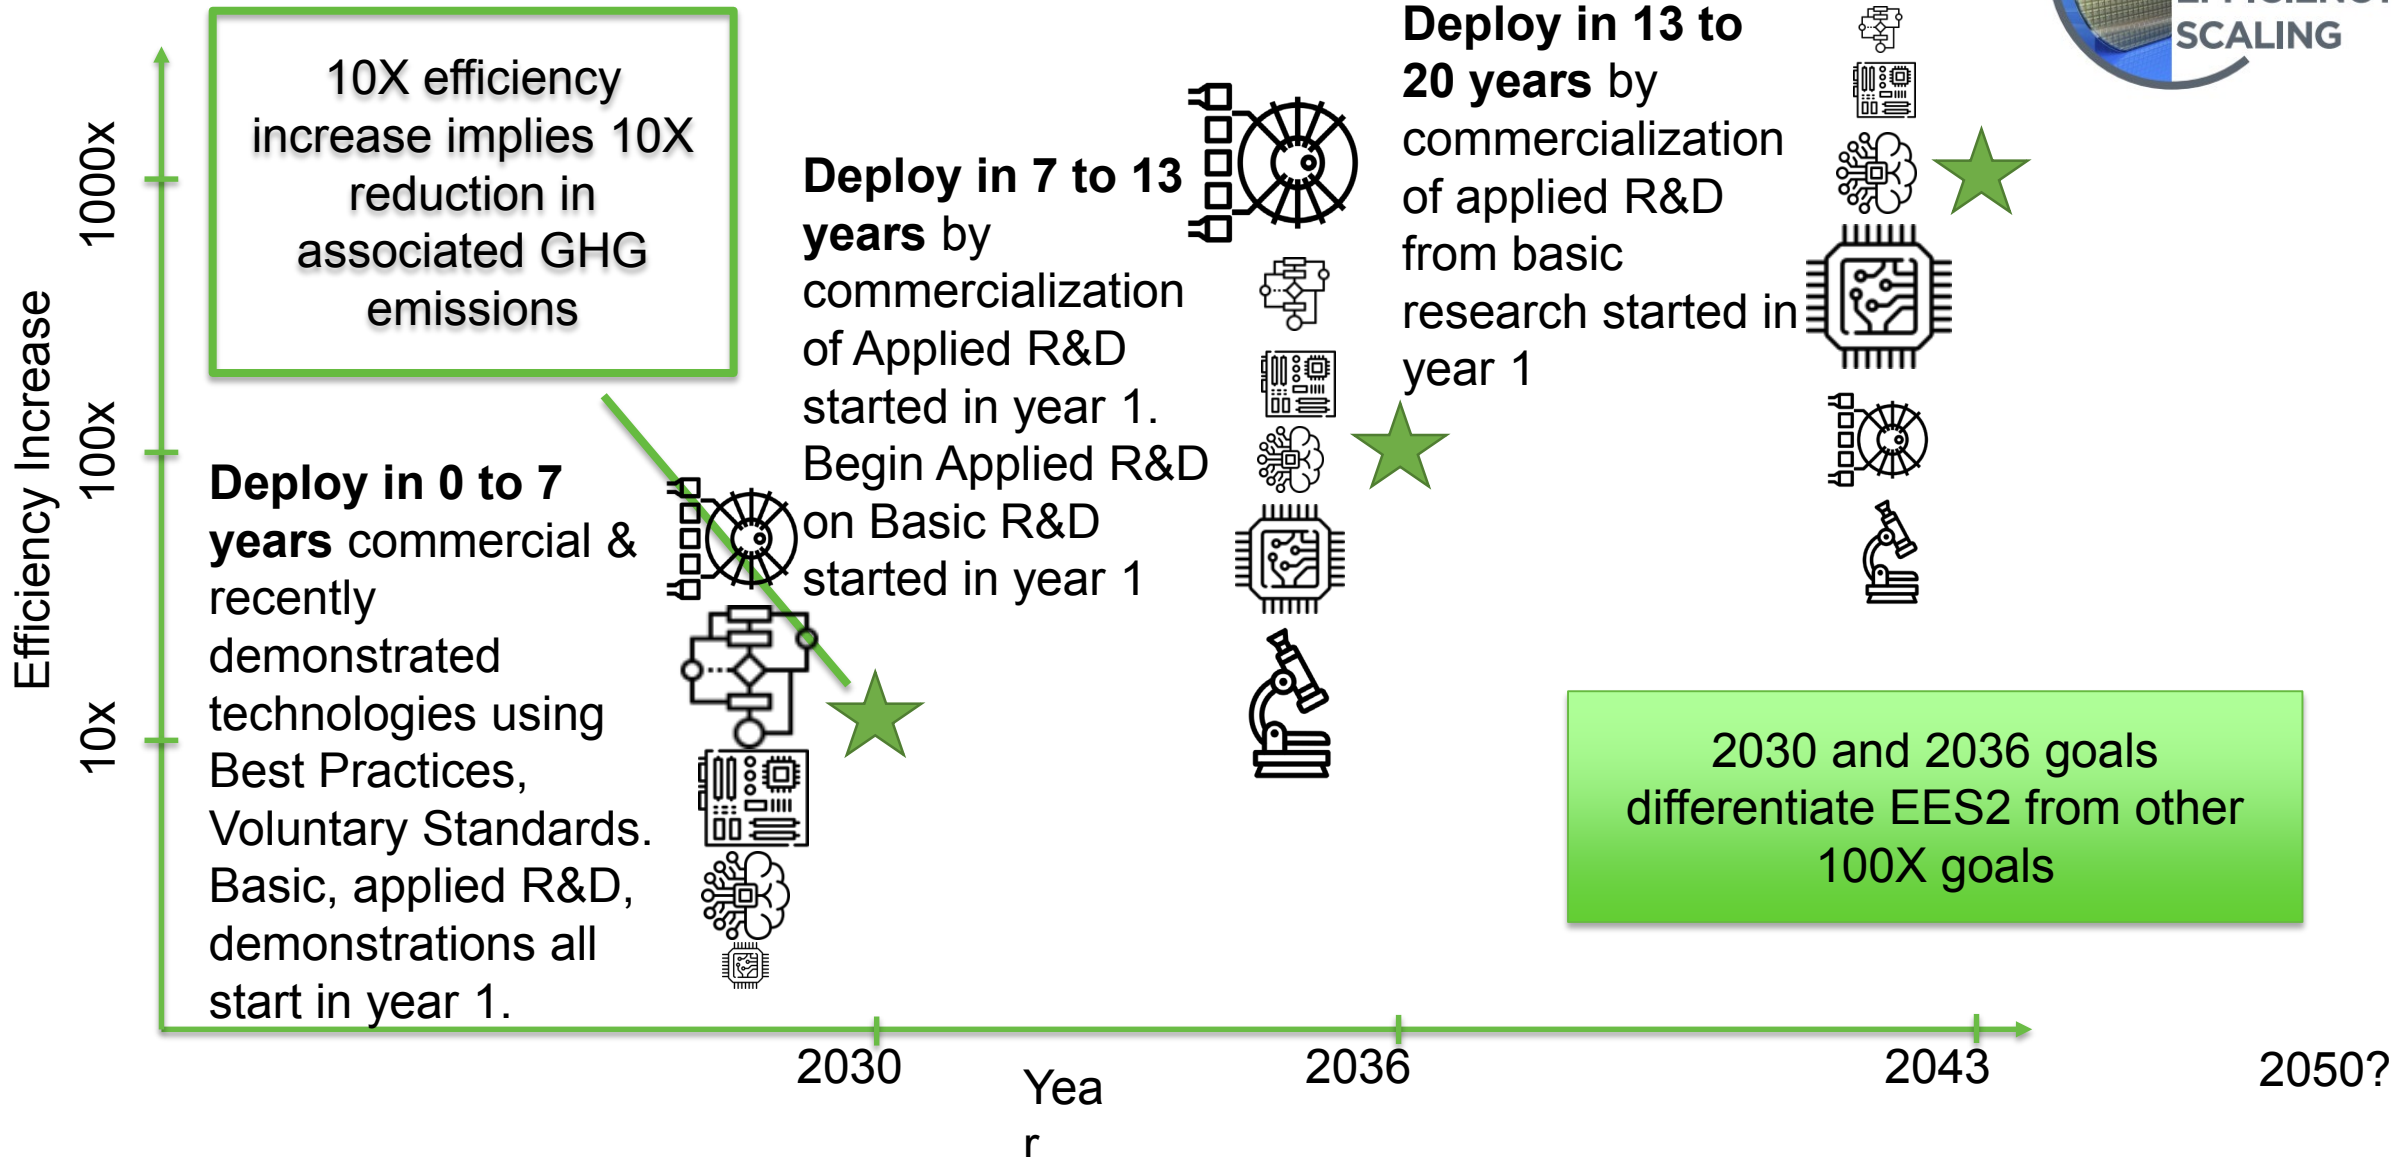 10X efficiency
increase implies 10X
reduction in
associated GHG
emissions
Deploy in 0 to 7
years commercial &
recently
demonstrated
technologies using
Best Practices,
Voluntary Standards.
Basic, applied R&D,
demonstrations all
start in year 1.
Deploy in 7 to 13
years by
commercialization
of Applied R&D
started in year 1.
Begin Applied R&D
on Basic R&D
started in year 1
Deploy in 13 to
20 years by
commercialization
of applied R&D
from basic
research started in
year 1
SCALING
2030 and 2036 goals
differentiate EES2 from other
100X goals
Efficiency Increase
1000x
100x
10x
2030
2036
2043
2050?
Yea
r